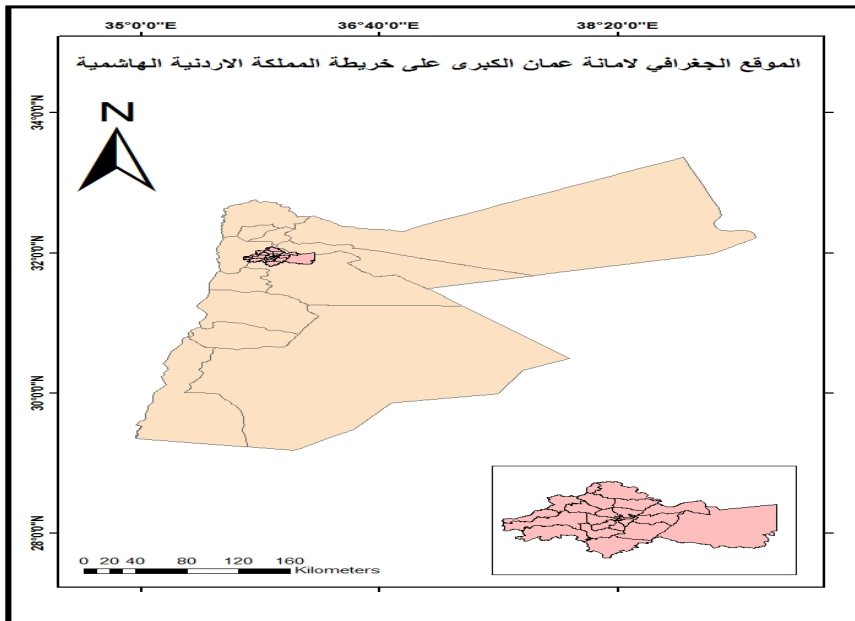 35°0'0"E 36°40'0"E 38°20'0"E
الموقع الجغرافي لامانة عمان الكبرى على خريطة المملكة الاردنية الهاشمية
N
34°0'0"N
32°0'0"N
30°0'0"N
28°0'0"N
0 20 40 80 120 160
Kilometers